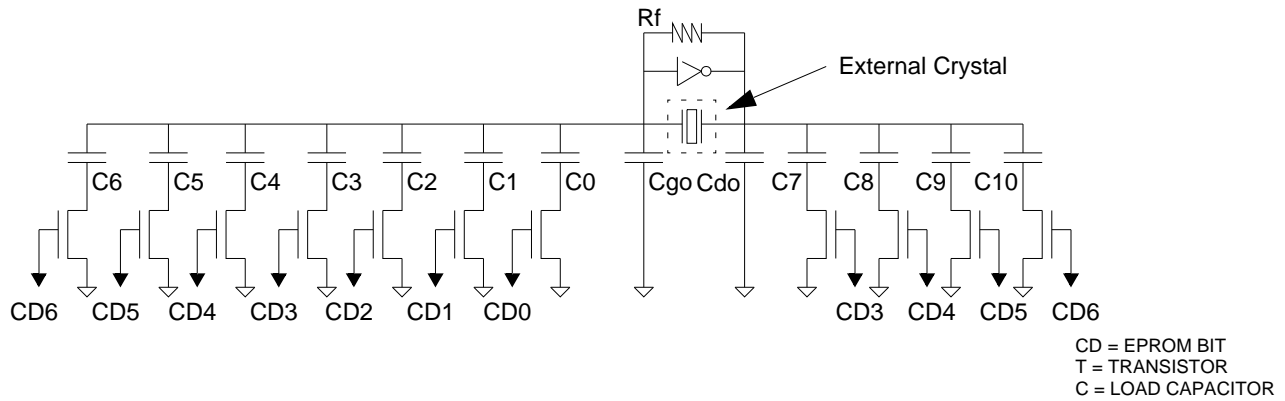 Rf
External Crystal
C6 C5 C4 C3 C2 C1 C0 Cgo Cdo C7 C8 C9 C10
CD6 CD5 CD4 CD3 CD2 CD1 CD0 CD3 CD4 CD5 CD6
CD = EPROM BIT
T = TRANSISTOR
C = LOAD CAPACITOR